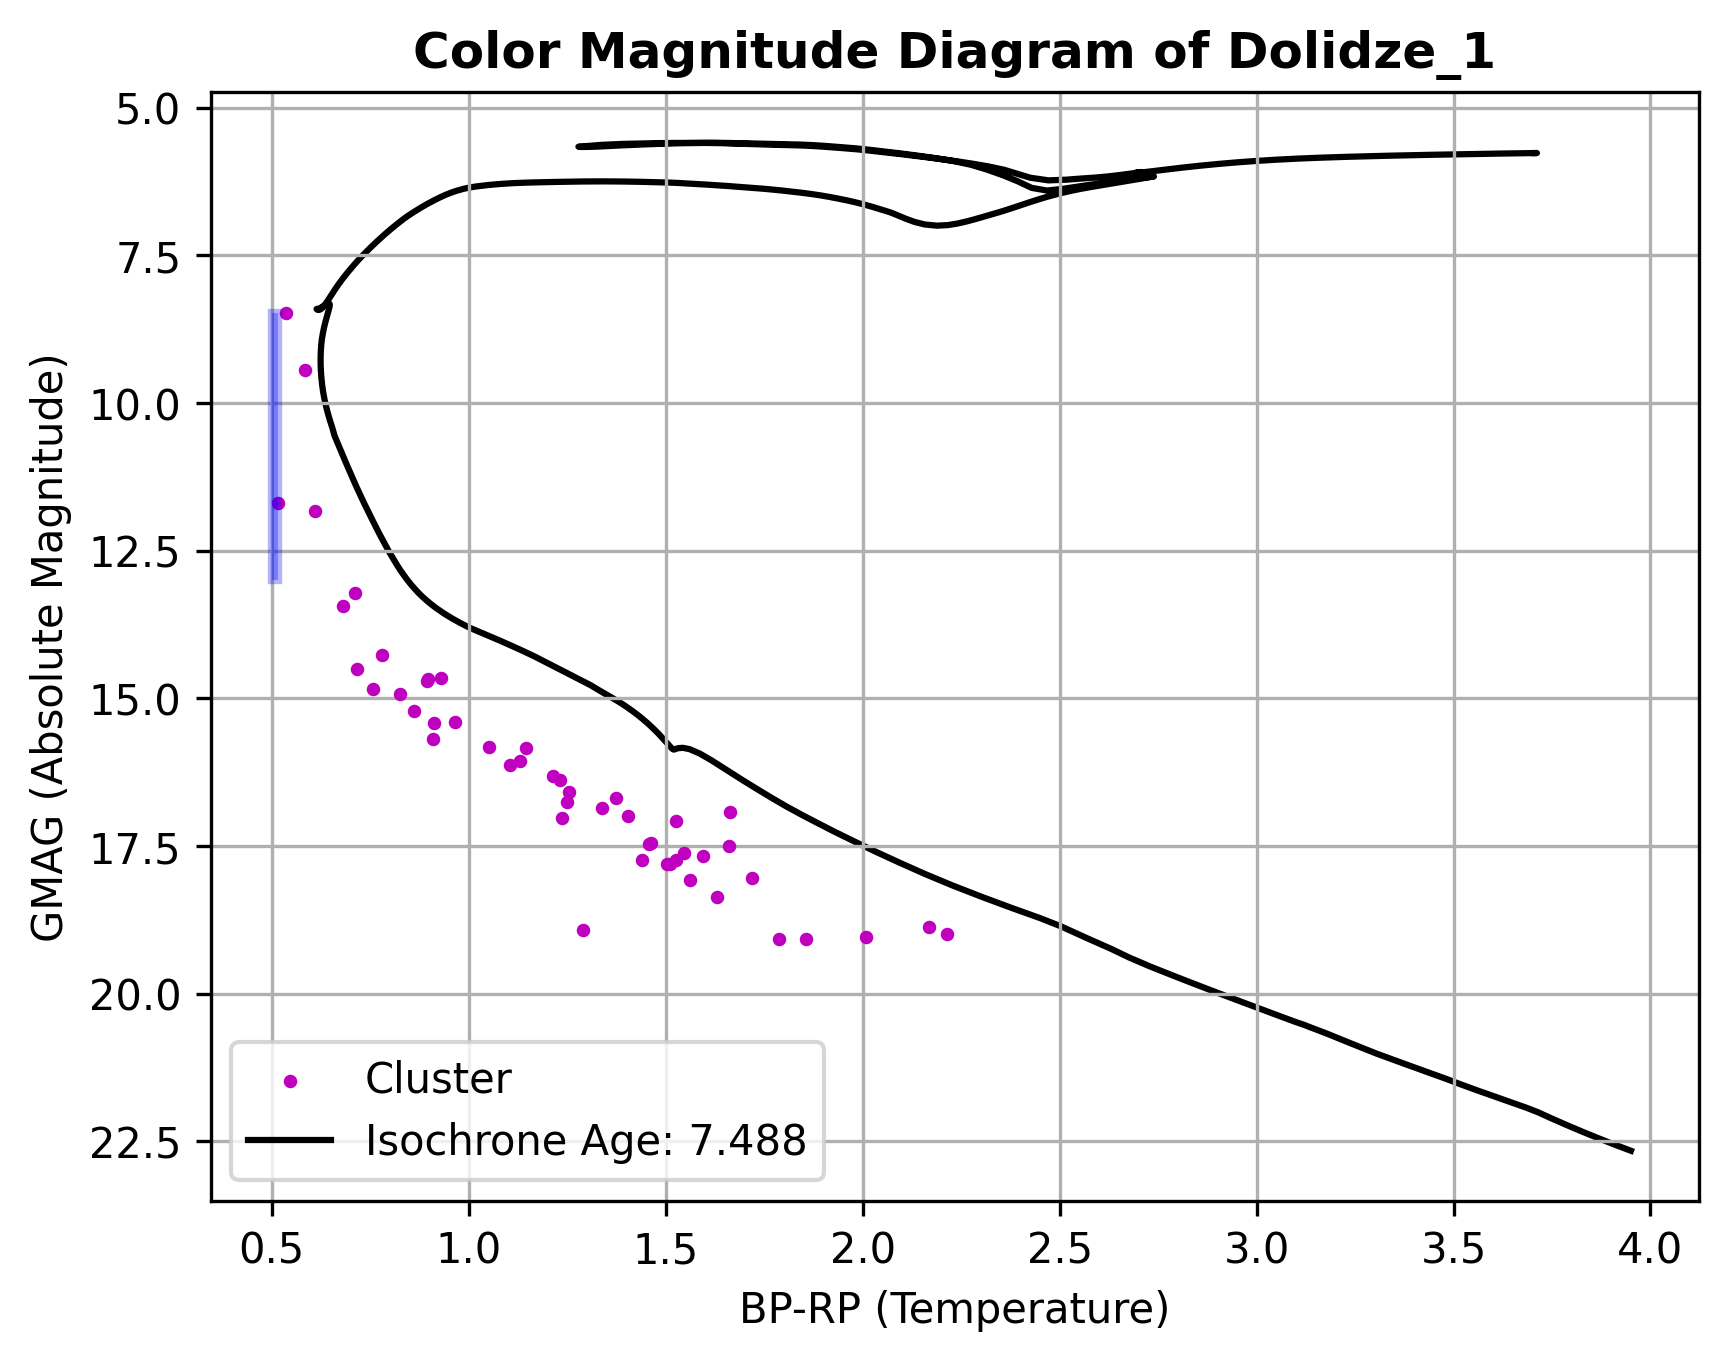 Color Magnitude Diagram of Dolidze_1
GMAG (Absolute Magnitude)
5.0
7.5
10.0
12.5
15.0
17.5
20.0
22.5
Cluster
Isochrone Age: 7.488
0.5 1.0 1.5 2.0 2.5 3.0 3.5 4.0
BP-RP (Temperature)